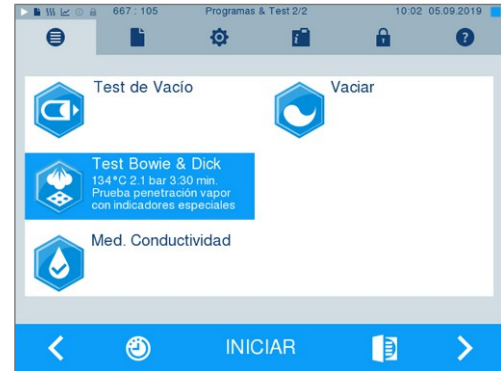 667 : 105 Programas & Test 2/2 10:02 05.09.2019
Test de Vacío
Vaciar
Test Bowie & Dick
134°C 2.1 bar 3:30 min.
Prueba penetración vapor
con indicadores especiales
Med. Conductividad
INICIAR